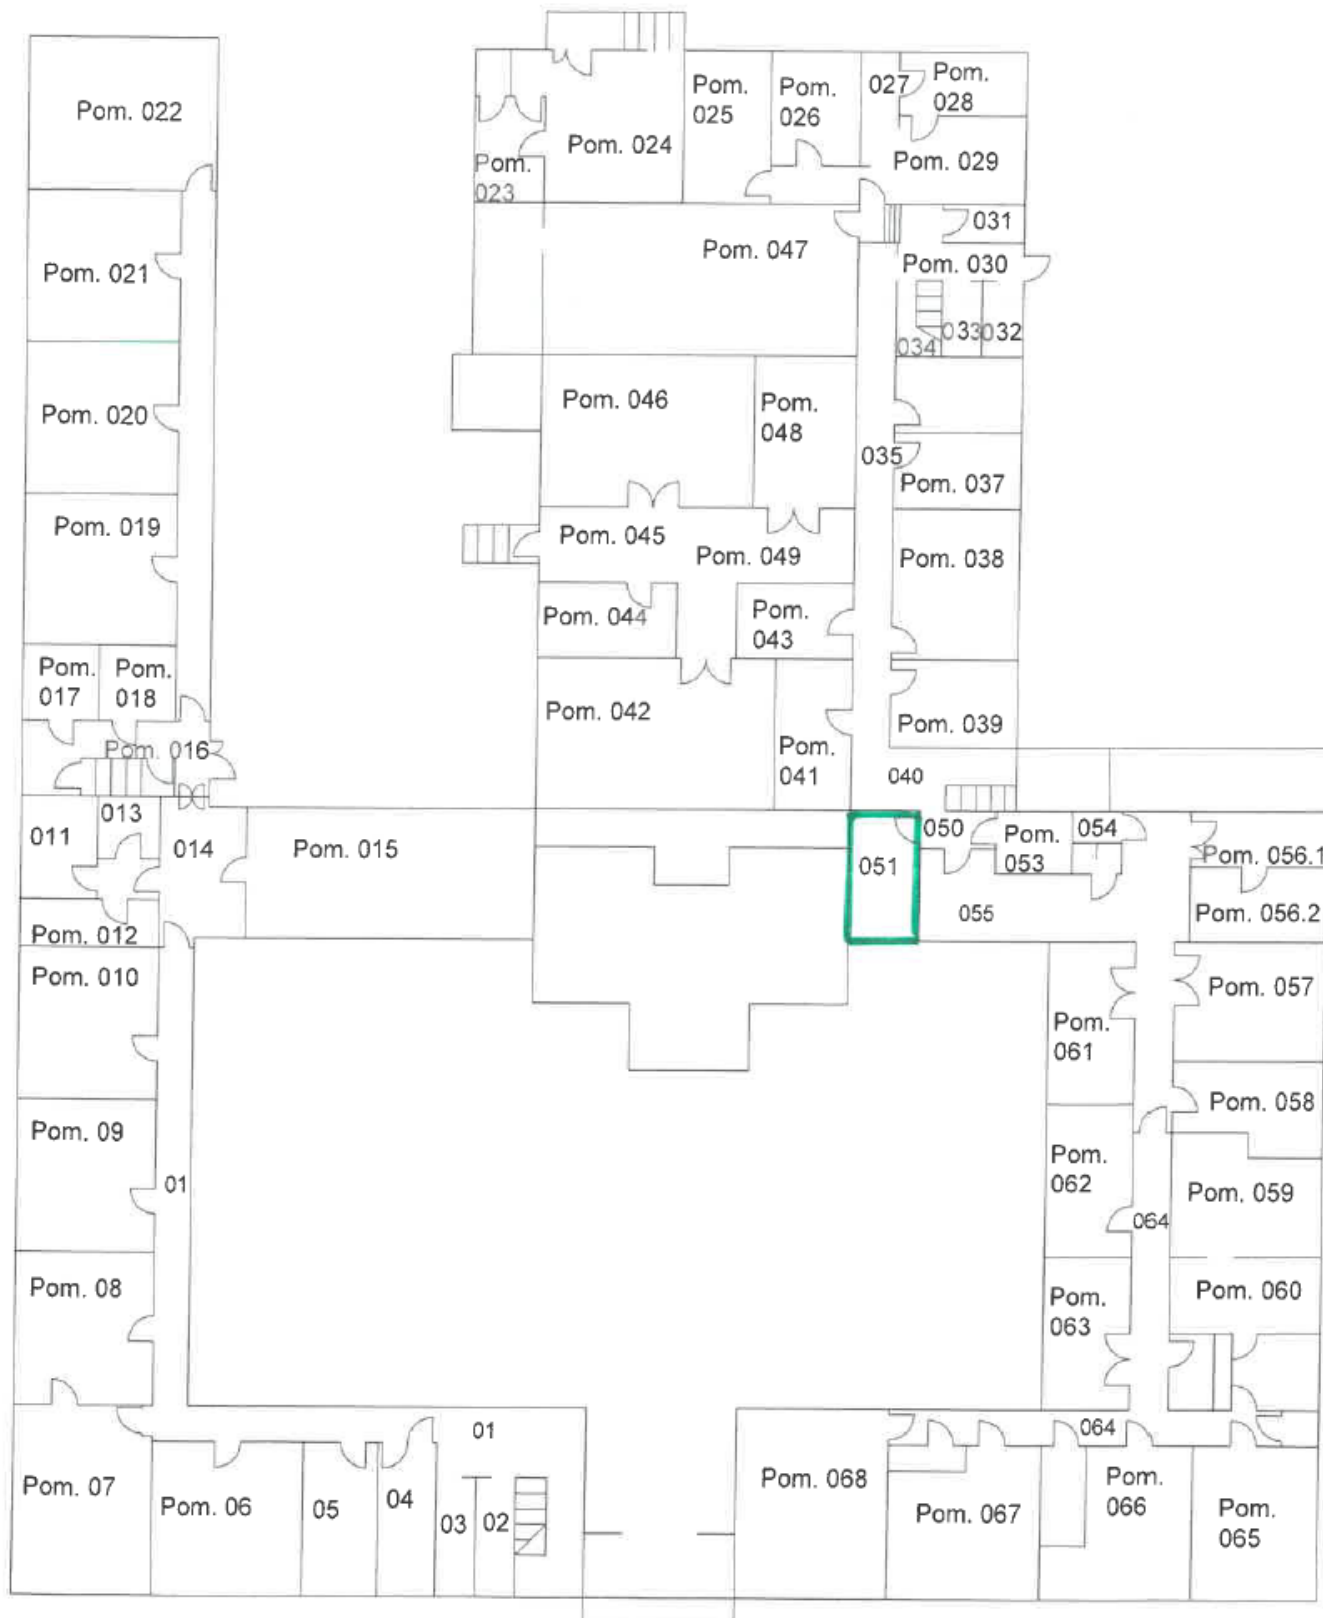 Pom. 022
Pom. 021
Pom. 020
Pom. 019
Pom.
017
Pom.
018
Pom. 016
013
011
014
Pom. 015
Pom. 012
Pom. 010
Pom. 09
01
Pom. 08
Pom. 07
Pom. 06
05
04
03
02
01
Pom. 024
Pom.
023
Pom.
025
Pom.
026
027
Pom.
028
Pom. 029
031
Pom. 047
Pom. 030
033
032
034
Pom. 046
Pom.
048
035
Pom. 037
Pom. 045
Pom. 049
Pom. 038
Pom. 044
Pom.
043
Pom. 042
Pom.
041
Pom. 039
040
050
051
Pom.
053
054
055
Pom. 056.1
Pom. 056.2
Pom. 057
Pom.
061
Pom. 058
Pom.
062
064
Pom. 059
Pom.
063
Pom. 060
064
Pom. 068
Pom. 067
Pom.
066
Pom.
065